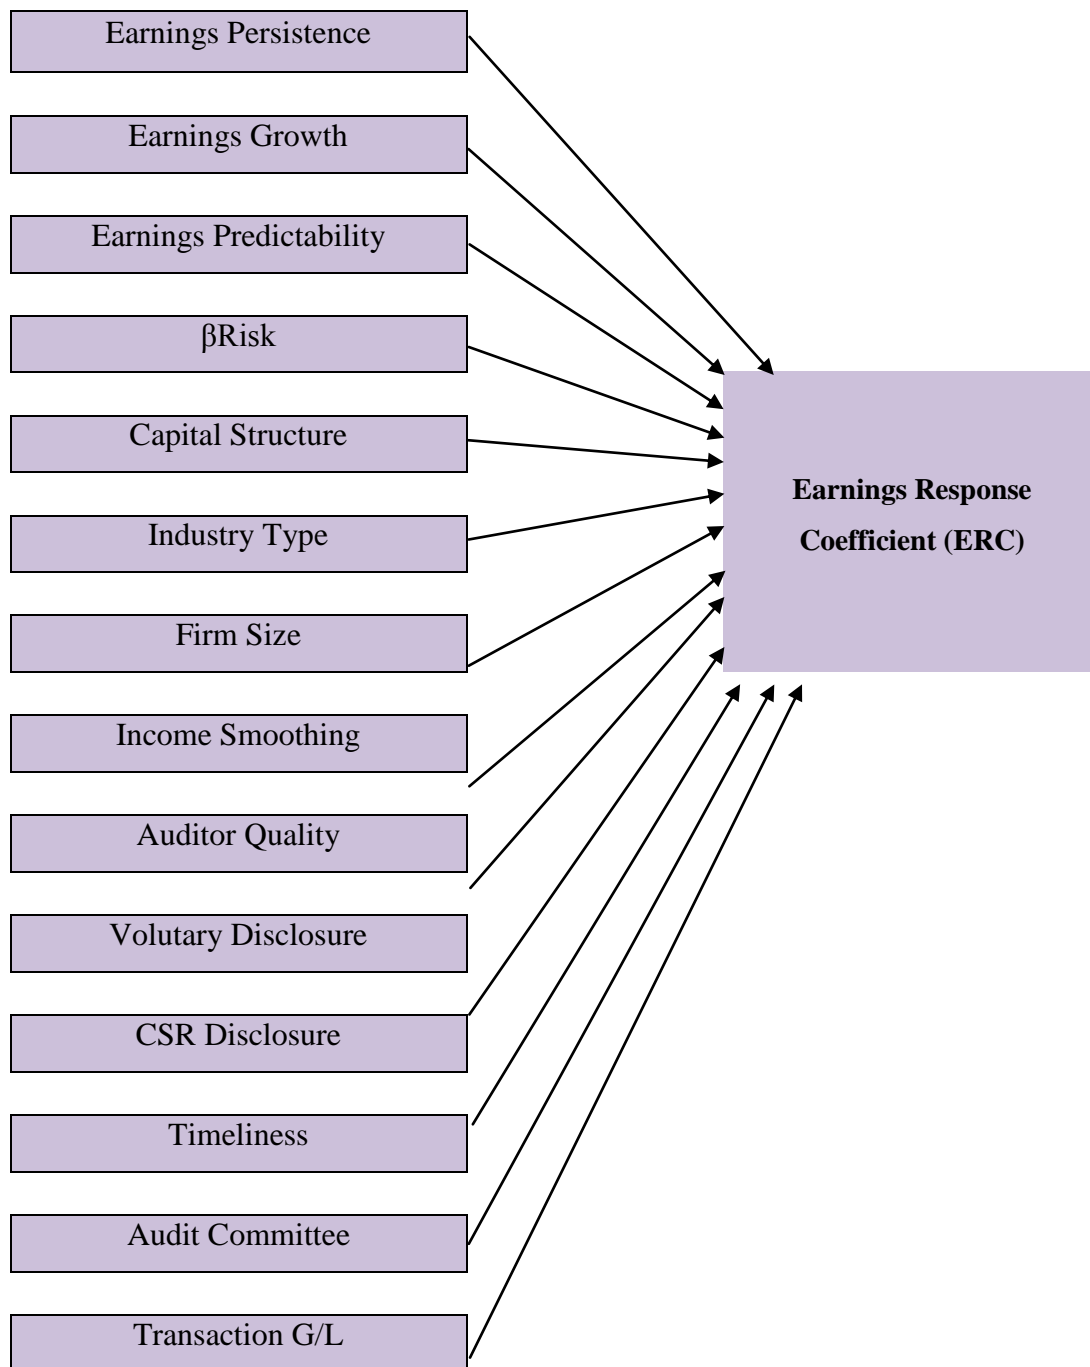 Earnings Persistence
Earnings Growth
Earnings Predictability
βRisk
Capital Structure
Industry Type
Firm Size
Income Smoothing
Auditor Quality
Volutary Disclosure
CSR Disclosure
Timeliness
Audit Committee
Transaction G/L
Earnings Response
Coefficient (ERC)